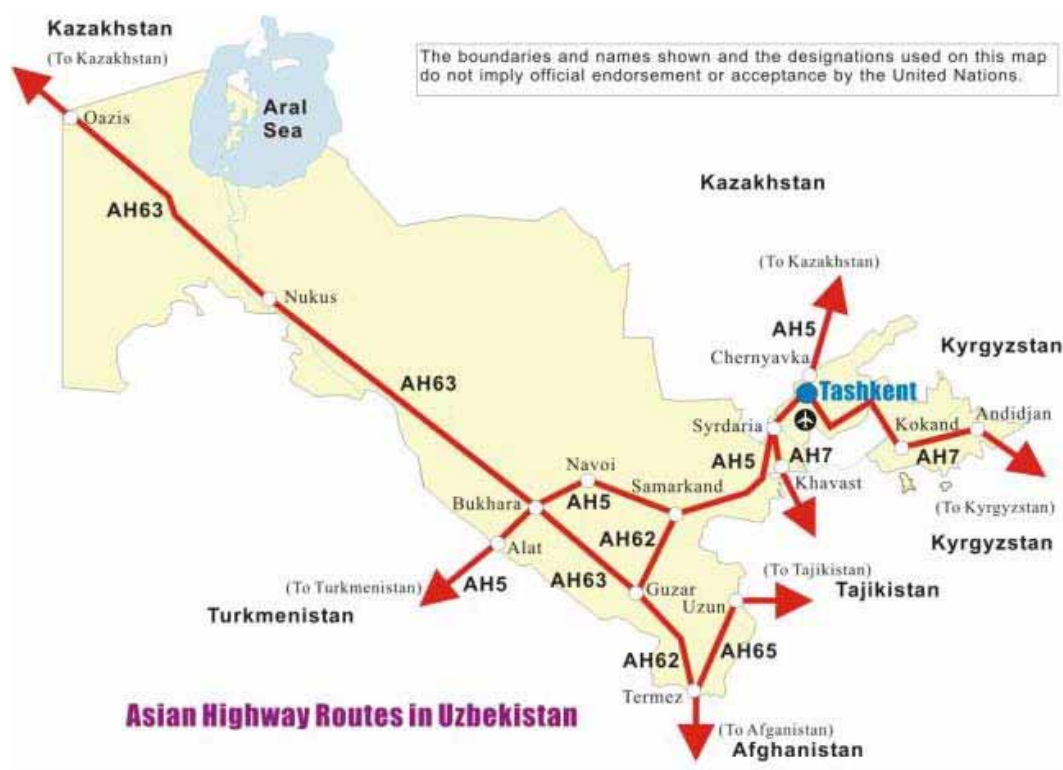 Kazakhstan
(To Kazakhstan)
The boundaries and names shown and the designations used on this map
do not imply official endorsement or acceptance by the United Nations.
Oazis
Aral
Sea
Kazakhstan
AH63
(To Kazakhstan)
Nukus
AH5
Chernyavka
Kyrgyzstan
AH63
Tashkent
Andidjan
Syrdaria
Kokand
AH7
AH5
AH7
Navoi
Khavast
Samarkand
Bukhara
AH5
(To Kyrgyzstan)
AH62
Kyrgyzstan
Alat
AH63
(To Tajikistan)
AH5
(To Turkmenistan)
Guzar
Tajikistan
Uzun
Turkmenistan
AH62
AH65
Termez
Asian Highway Routes in Uzbekistan
(To Afganistan)
Afghanistan